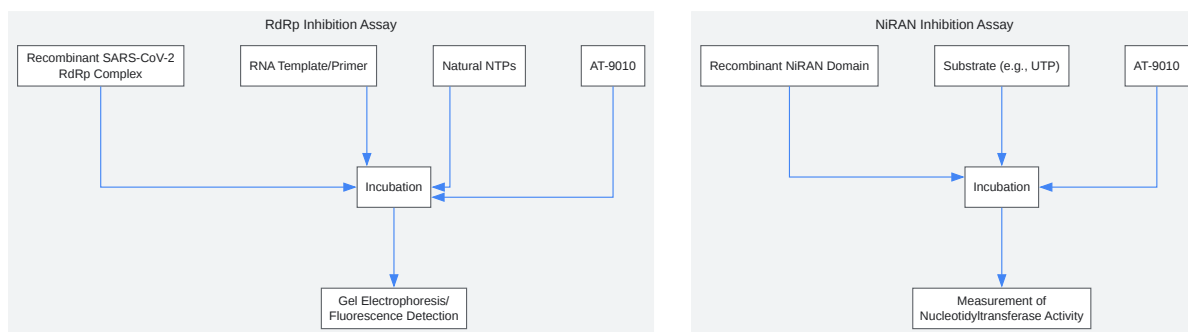 RdRp Inhibition Assay
Recombinant SARS-CoV-2
RdRp Complex
RNA Template/Primer
Natural NTPs
AT-9010
Incubation
Gel Electrophoresis/
Fluorescence Detection
NiRAN Inhibition Assay
Recombinant NiRAN Domain
Substrate (e.g., UTP)
AT-9010
Incubation
Measurement of
Nucleotidyltransferase Activity